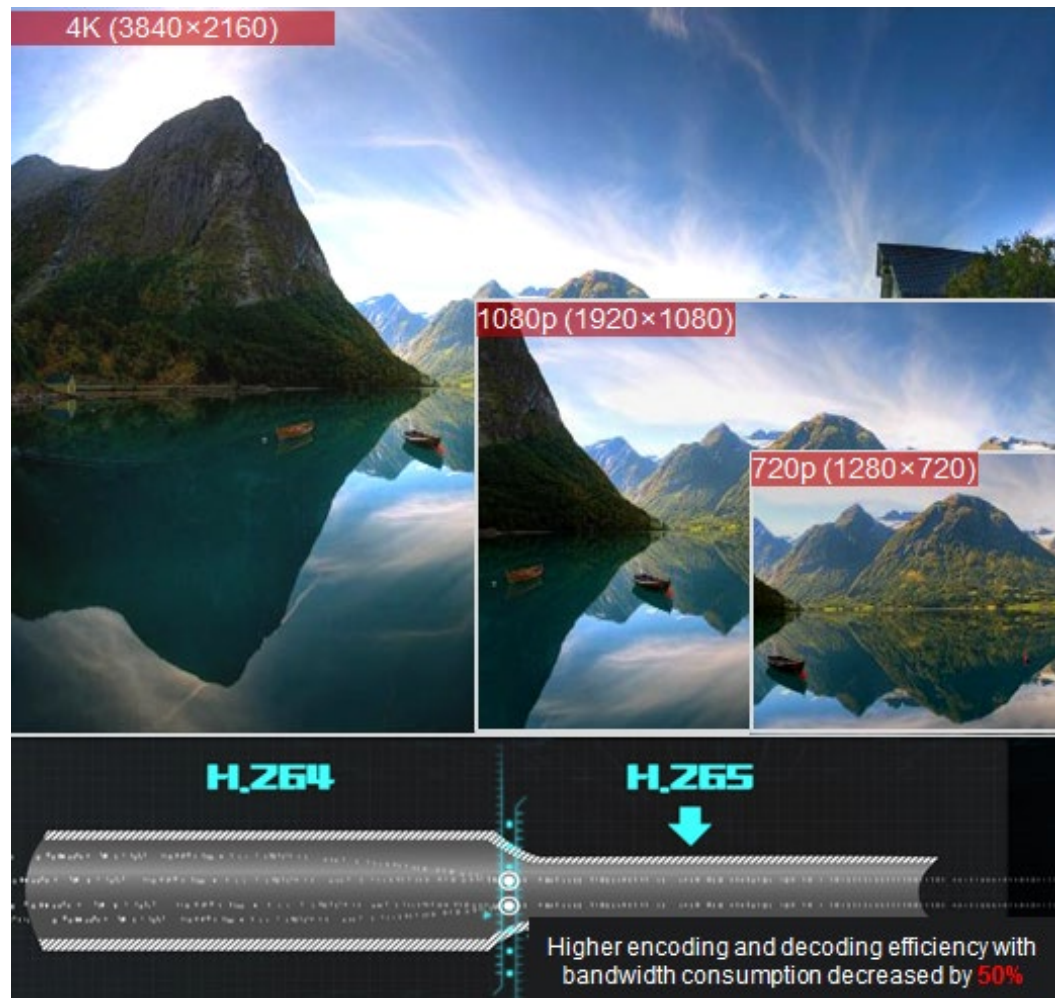 4K (3840×2160)
1080p (1920×1080)
720p (1280×720)
H.264
H.265
Higher encoding and decoding efficiency with
bandwidth consumption decreased by 50%